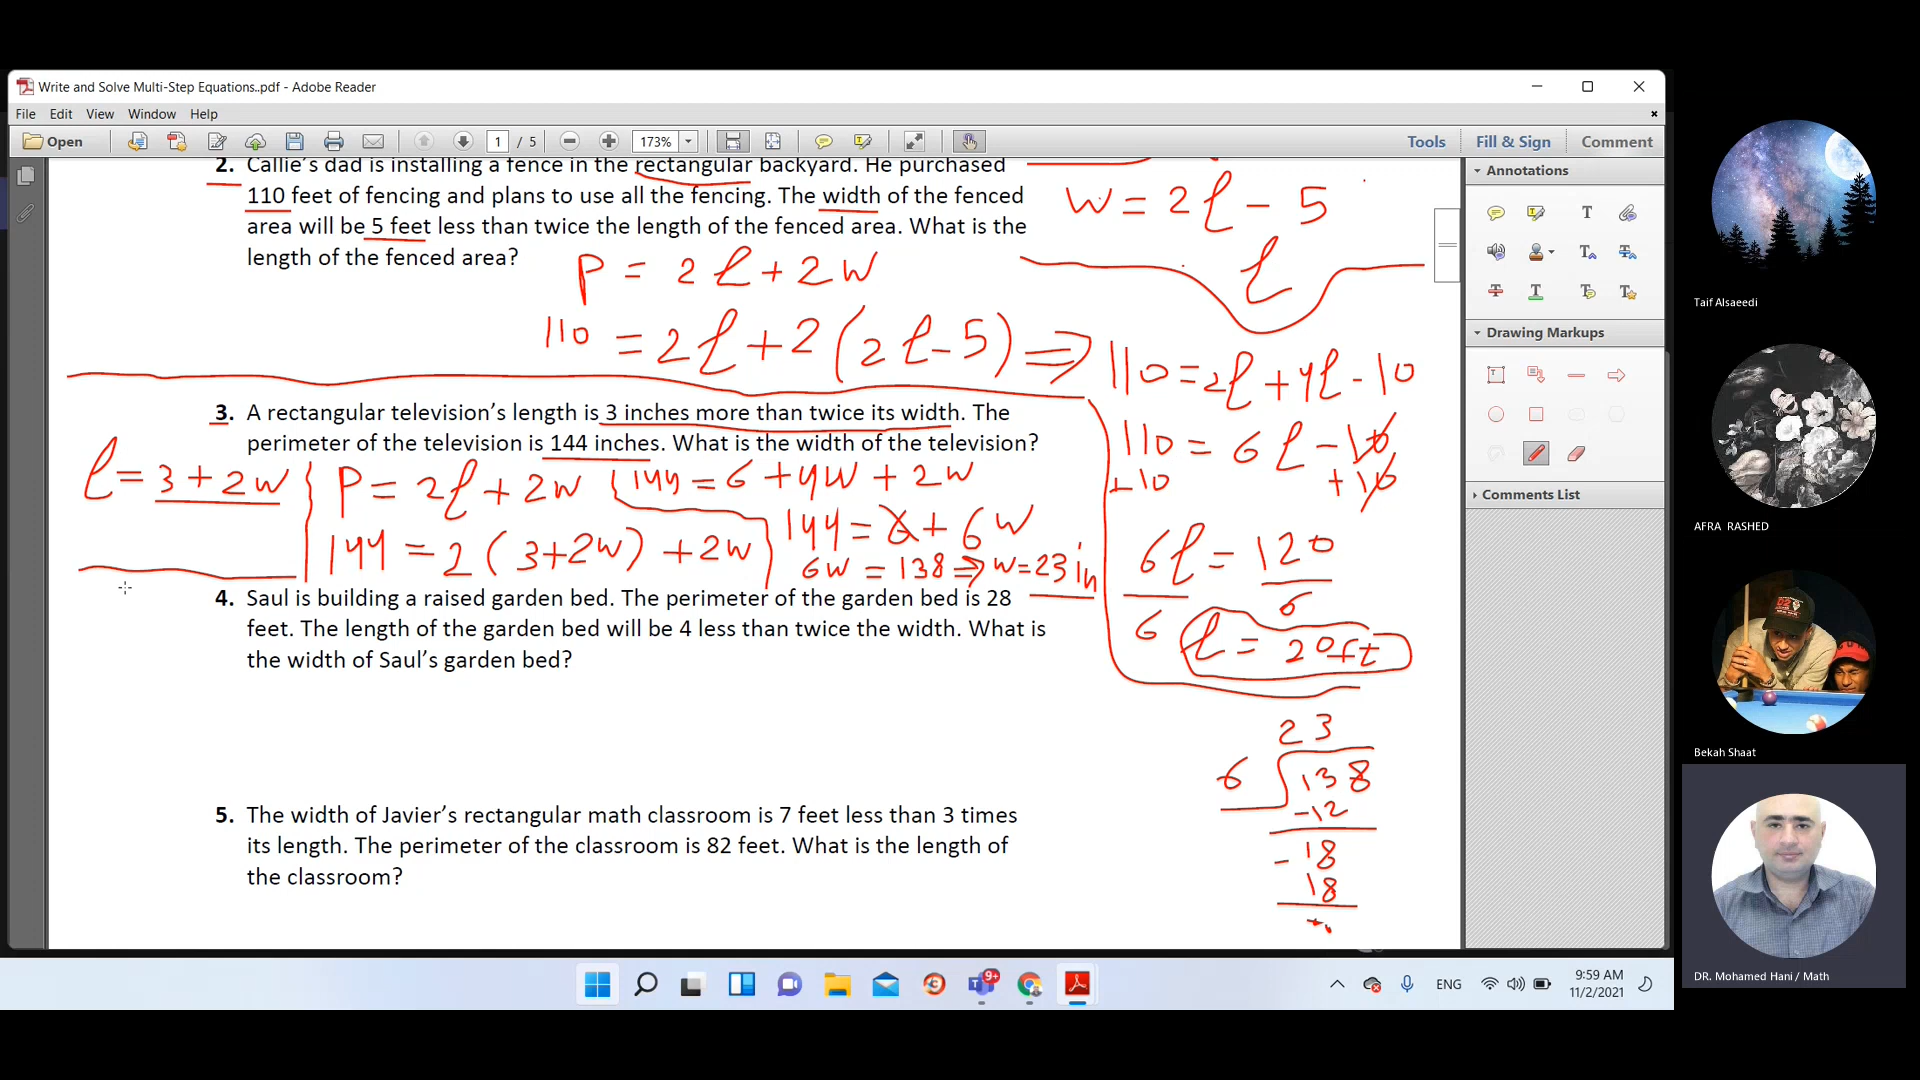 Write and Solve Multi-Step Equations..pdf - Adobe Reader
File Edit View Window Help
Open 1 / 5 173% Tools Fill & Sign Comment
2. Callie's dad is installing a fence in the rectangular backyard. He purchased
110 feet of fencing and plans to use all the fencing. The width of the fenced
area will be 5 feet less than twice the length of the fenced area. What is the
length of the fenced area?
w = 2l - 5
l
P = 2l + 2w
110 = 2l + 2(2l - 5) ⇒
110 = 2l + 4l - 10
110 = 6l - 10
+10 +10
6l = 120
6 6
l = 20ft
3. A rectangular television's length is 3 inches more than twice its width. The
perimeter of the television is 144 inches. What is the width of the television?
l = 3 + 2w
P = 2l + 2w
144 = 2(3+2w) + 2w
144 = 6 + 4w + 2w
144 = 6 + 6w
6w = 138 ⇒ w = 23 in
4. Saul is building a raised garden bed. The perimeter of the garden bed is 28
feet. The length of the garden bed will be 4 less than twice the width. What is
the width of Saul's garden bed?
23
6 138
-12
- 18
18
5. The width of Javier's rectangular math classroom is 7 feet less than 3 times
its length. The perimeter of the classroom is 82 feet. What is the length of
the classroom?
Annotations
Drawing Markups
Comments List
Taif Alsaeedi
AFRA RASHED
Bekah Shaat
DR. Mohamed Hani / Math
9+
ENG
9:59 AM
11/2/2021